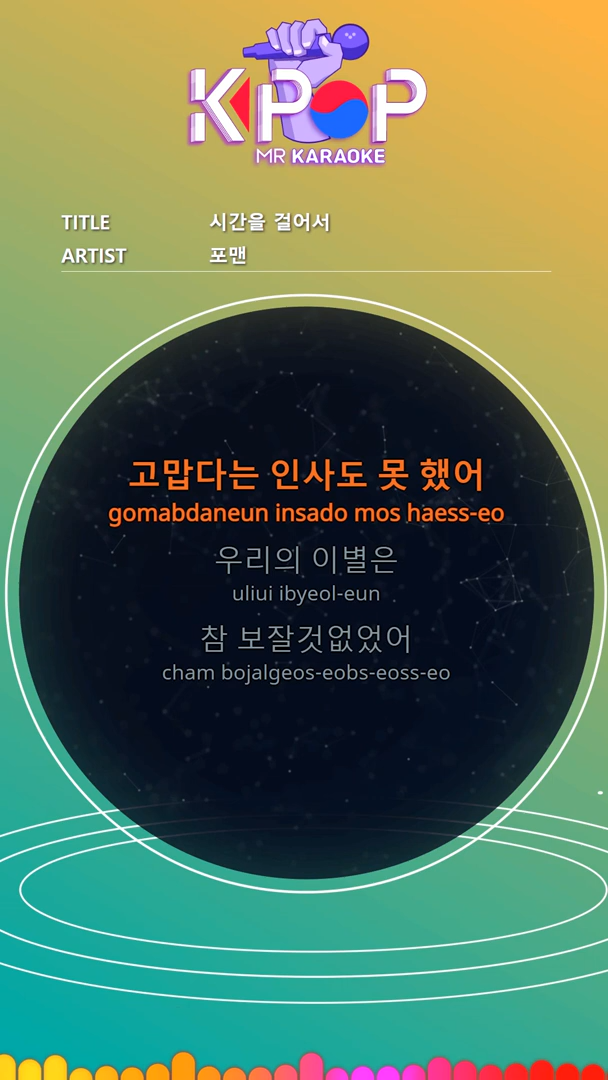 KPOP
MR KARAOKE
TITLE 시간을 걸어서
ARTIST 포맨
고맙다는 인사도 못 했어
gomabdaneun insado mos haess-eo
우리의 이별은
uliui ibyeol-eun
참 보잘것없었어
cham bojalgeos-eobs-eoss-eo